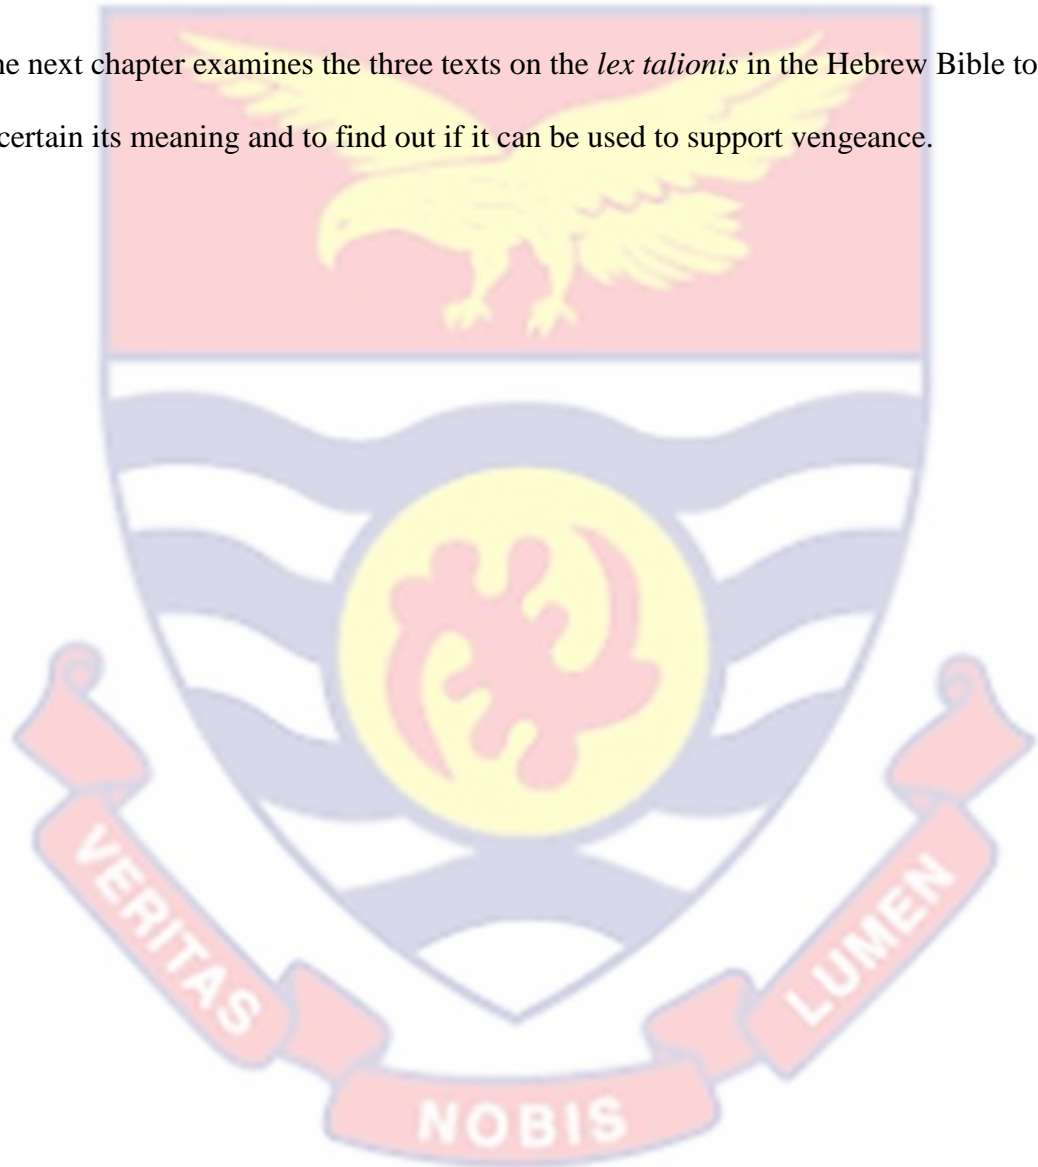 ne next chapter examines the three texts on the lex talionis in the Hebrew Bible to
certain its meaning and to find out if it can be used to support vengeance.
VERITAS
NOBIS
LUMEN